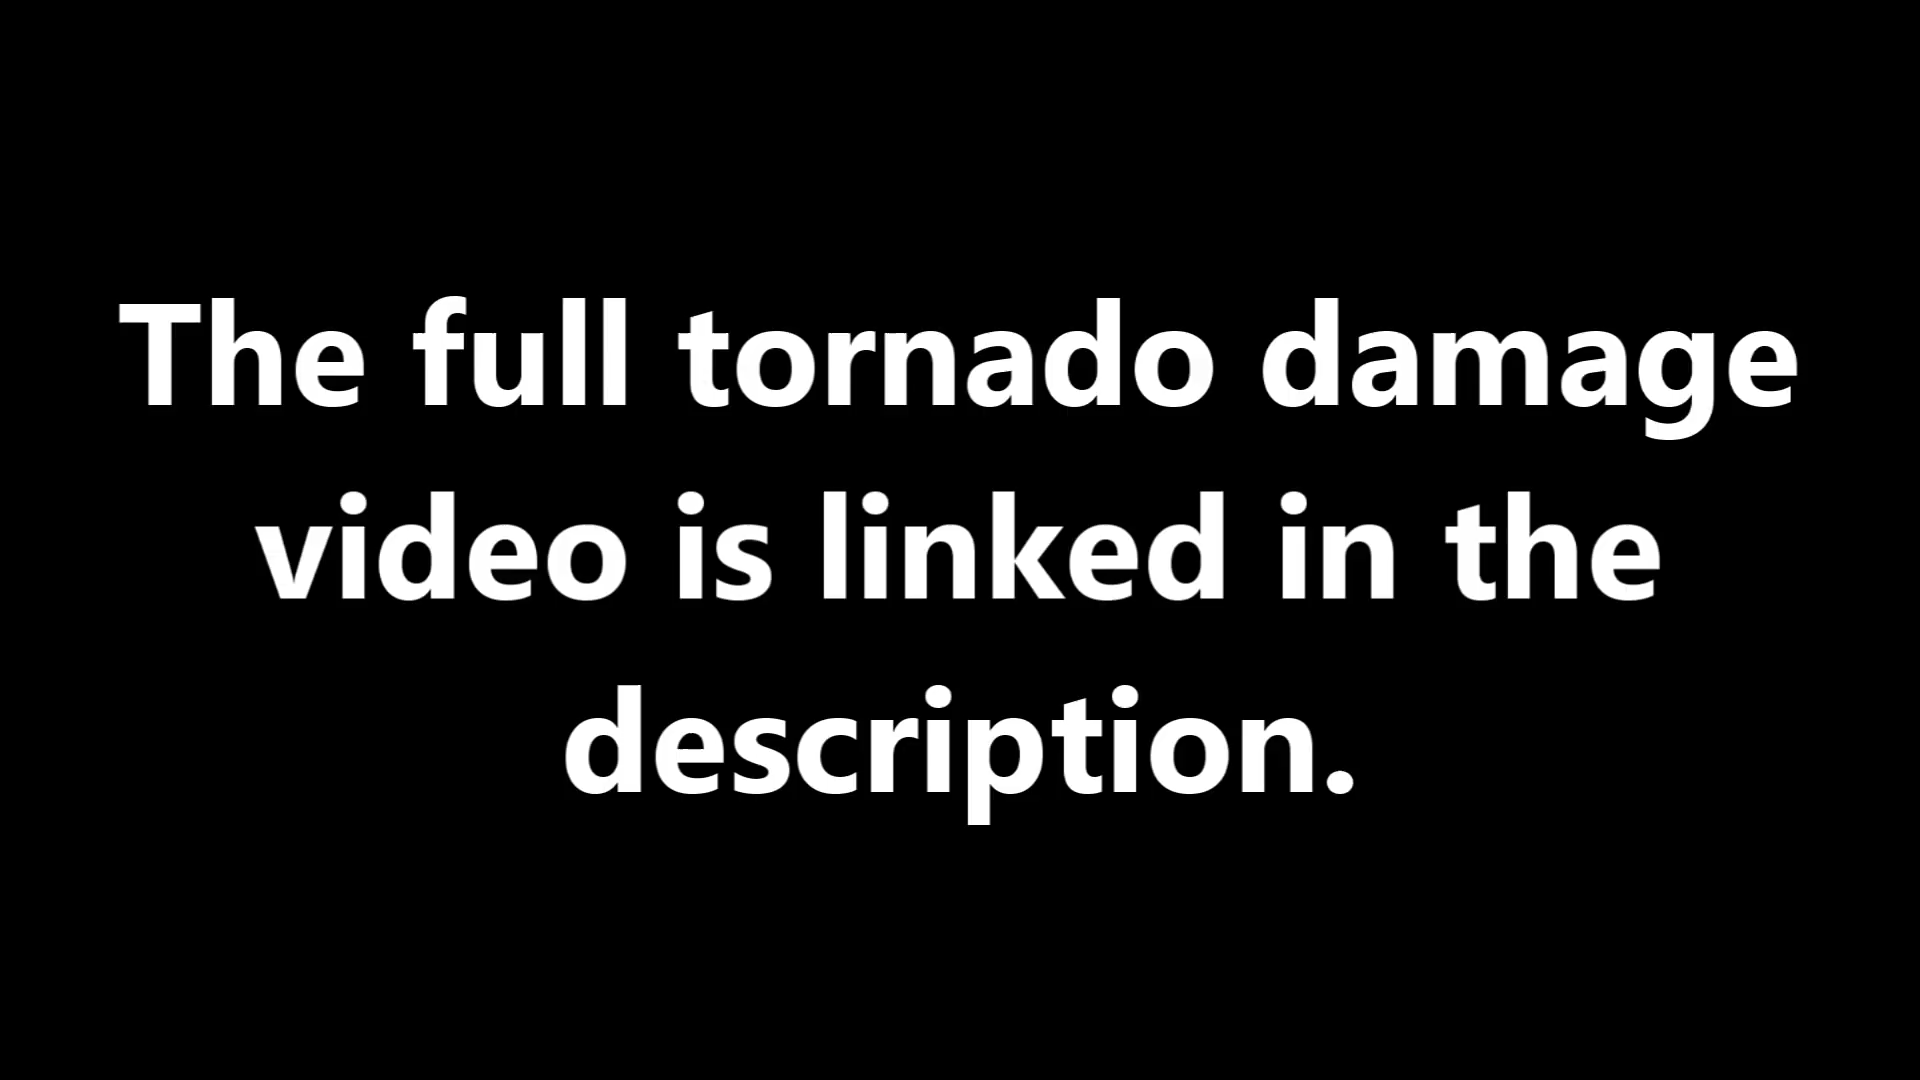 The full tornado damage
video is linked in the
description.